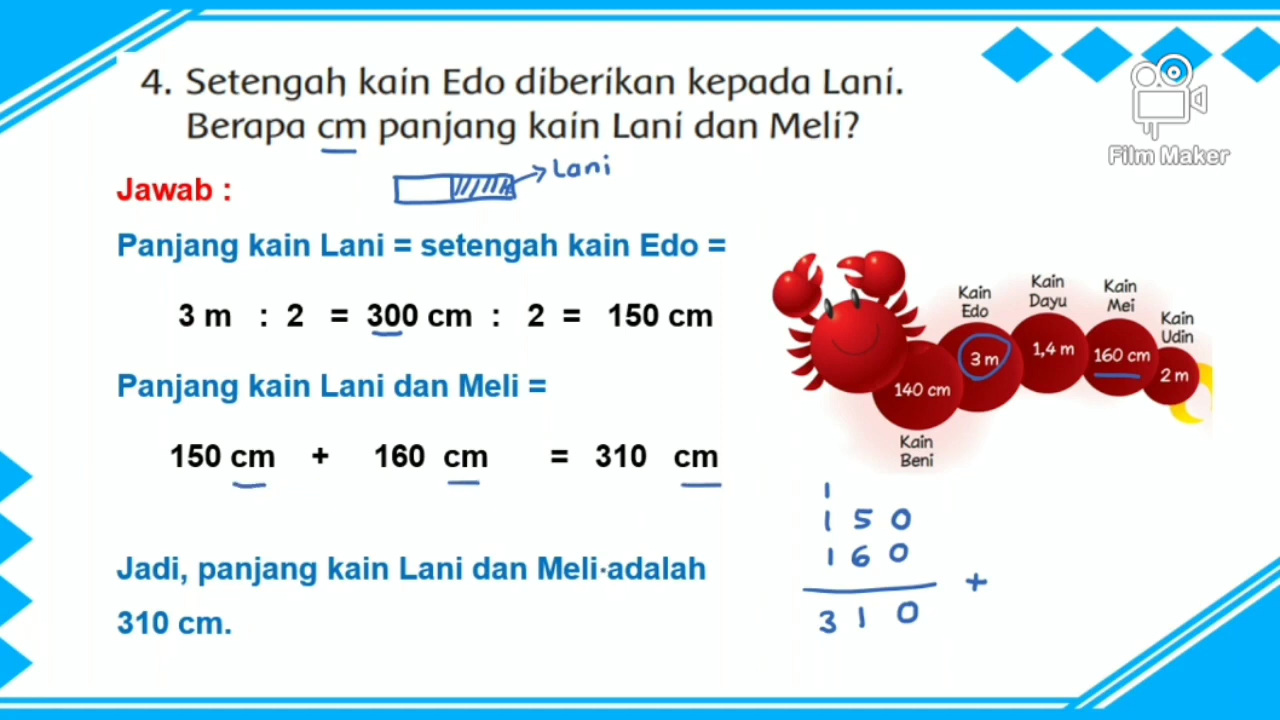 4. Setengah kain Edo diberikan kepada Lani.
Berapa cm panjang kain Lani dan Meli?
Film Maker
Lani
Jawab :
Panjang kain Lani = setengah kain Edo =
3 m : 2 = 300 cm : 2 = 150 cm
Panjang kain Lani dan Meli =
150 cm + 160 cm = 310 cm
Jadi, panjang kain Lani dan Meli adalah
310 cm.
Kain
Edo
Kain
Dayu
Kain
Mei
Kain
Udin
140 cm
3 m
1,4 m
160 cm
2 m
Kain
Beni
1
150
160
+
310